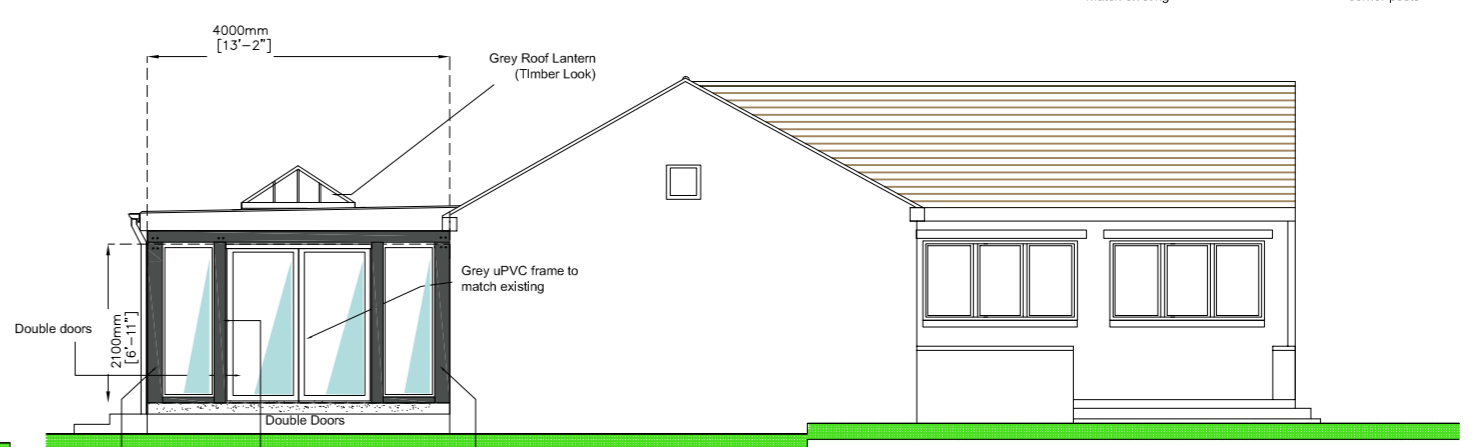 4000mm
[13'-2"]
Grey Roof Lantern
(TImber Look)
Grey uPVC frame to
match existing
Double doors
2100mm
[6'-11"]
Double Doors